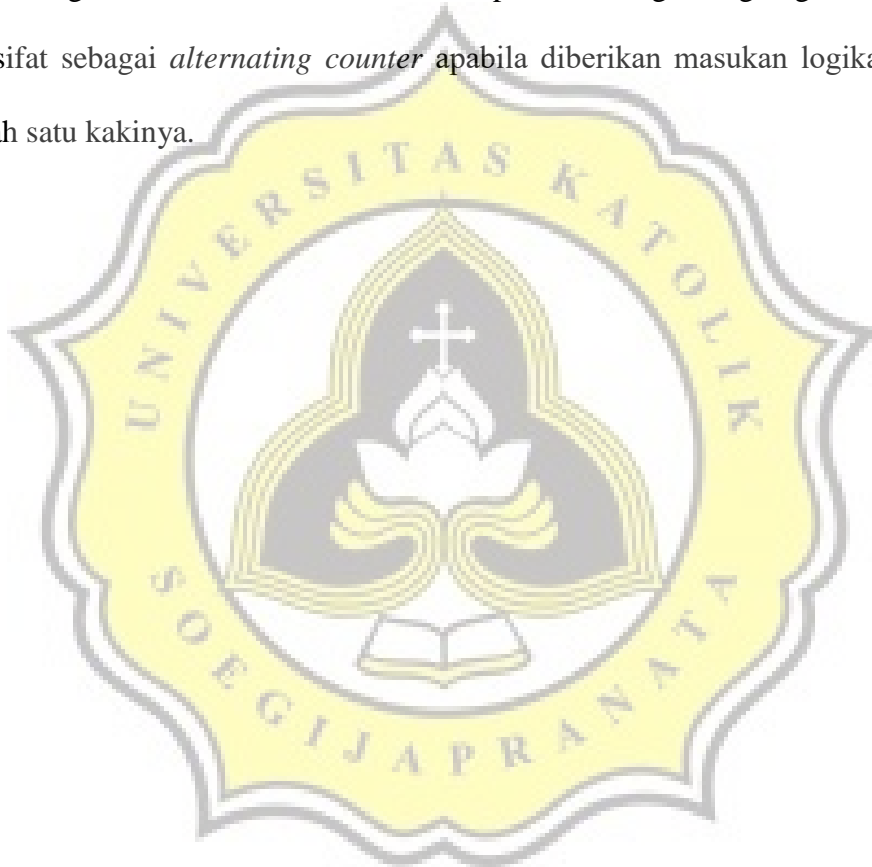 sifat sebagai alternating counter apabila diberikan masukan logika
h satu kakinya.
UNIVERSITAS KATOLIK
SOEGIJAPRANATA